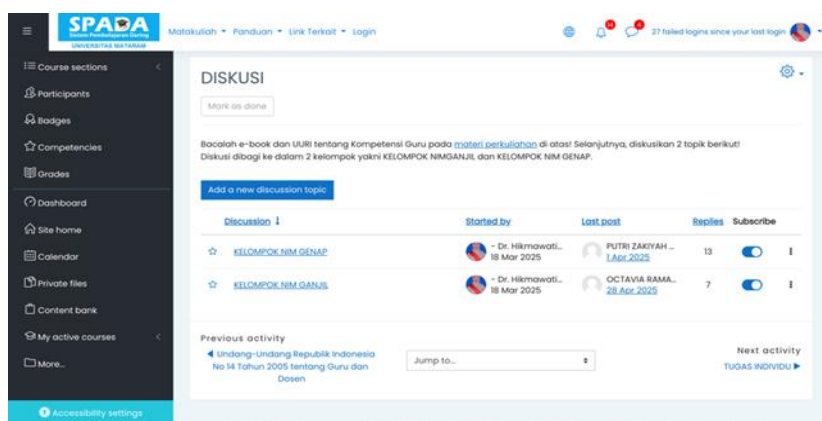 SPADA
Sistem Pembelajaran Daring
UNIVERSITAS MATARAM
Matakuliah Panduan Link Terkait Login
14 4 27 failed logins since your last login
Course sections
Participants
Badges
Competencies
Grades
Dashboard
Site home
Calendar
Private files
Content bank
My active courses
More...
Accessibility settings
DISKUSI
Mark as done
Bacalah e-book dan UURI tentang Kompetensi Guru pada materi perkuliahan di atas! Selanjutnya, diskusikan 2 topik berikut!
Diskusi dibagi ke dalam 2 kelompok yakni KELOMPOK NIMGANJIL dan KELOMPOK NIM GENAP.
Add a new discussion topic
Discussion Started by Last post Replies Subscribe
KELOMPOK NIM GENAP - Dr. Hikmawati... PUTRI ZAKIYAH ... 13
18 Mar 2025 1 Apr 2025
KELOMPOK NIM GANJIL - Dr. Hikmawati... OCTAVIA RAMA... 7
18 Mar 2025 28 Apr 2025
Previous activity
Undang-Undang Republik Indonesia
No 14 Tahun 2005 tentang Guru dan
Dosen
Jump to...
Next activity
TUGAS INDIVIDU